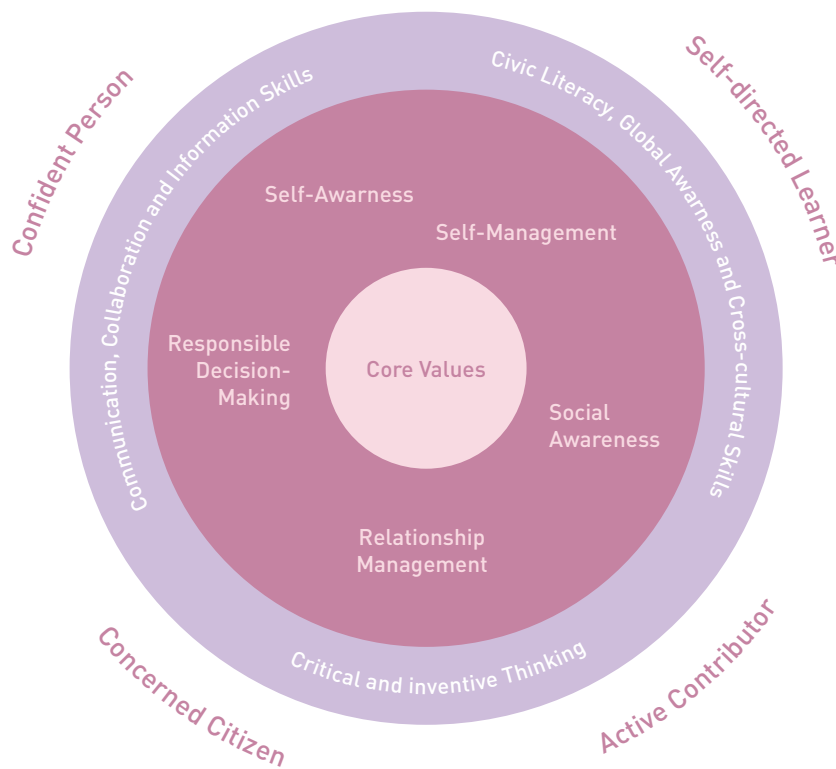 Confident Person
Self-directed Learner
Communication, Collaboration and Information Skills
Civic Literacy, Global Awarness and Cross-cultural Skills
Self-Awarness
Self-Management
Responsible
Decision-
Making
Core Values
Social
Awareness
Relationship
Management
Critical and inventive Thinking
Concerned Citizen
Active Contributor